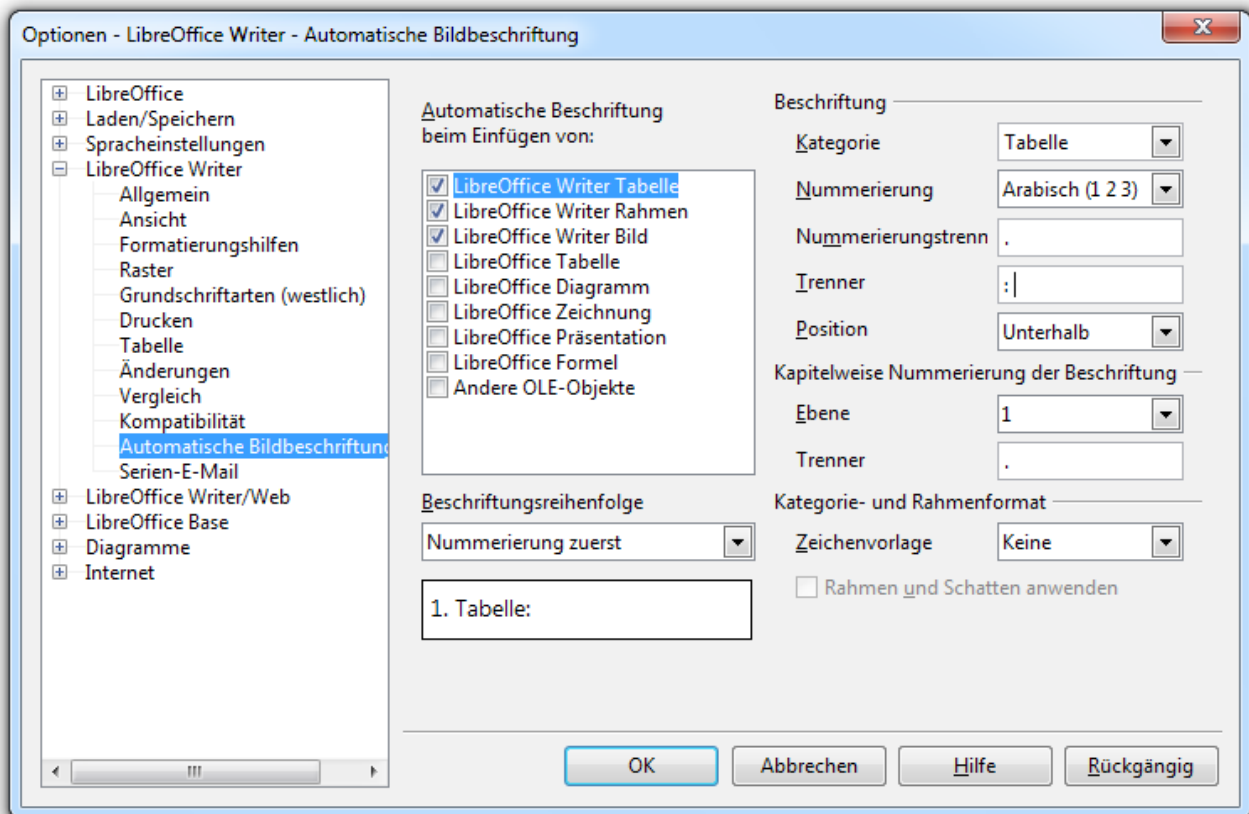 Optionen - LibreOffice Writer - Automatische Bildbeschriftung
LibreOffice
Laden/Speichern
Spracheinstellungen
LibreOffice Writer
Allgemein
Ansicht
Formatierungshilfen
Raster
Grundschriftarten (westlich)
Drucken
Tabelle
Änderungen
Vergleich
Kompatibilität
Automatische Bildbeschriftung
Serien-E-Mail
LibreOffice Writer/Web
LibreOffice Base
Diagramme
Internet
Automatische Beschriftung
beim Einfügen von:
LibreOffice Writer Tabelle
LibreOffice Writer Rahmen
LibreOffice Writer Bild
LibreOffice Tabelle
LibreOffice Diagramm
LibreOffice Zeichnung
LibreOffice Präsentation
LibreOffice Formel
Andere OLE-Objekte
Beschriftungsreihenfolge
Nummerierung zuerst
1. Tabelle:
Beschriftung
Kategorie Tabelle
Nummerierung Arabisch (1 2 3)
Nummerierungstrenn .
Trenner :
Position Unterhalb
Kapitelweise Nummerierung der Beschriftung
Ebene 1
Trenner .
Kategorie- und Rahmenformat
Zeichenvorlage Keine
Rahmen und Schatten anwenden
OK Abbrechen Hilfe Rückgängig